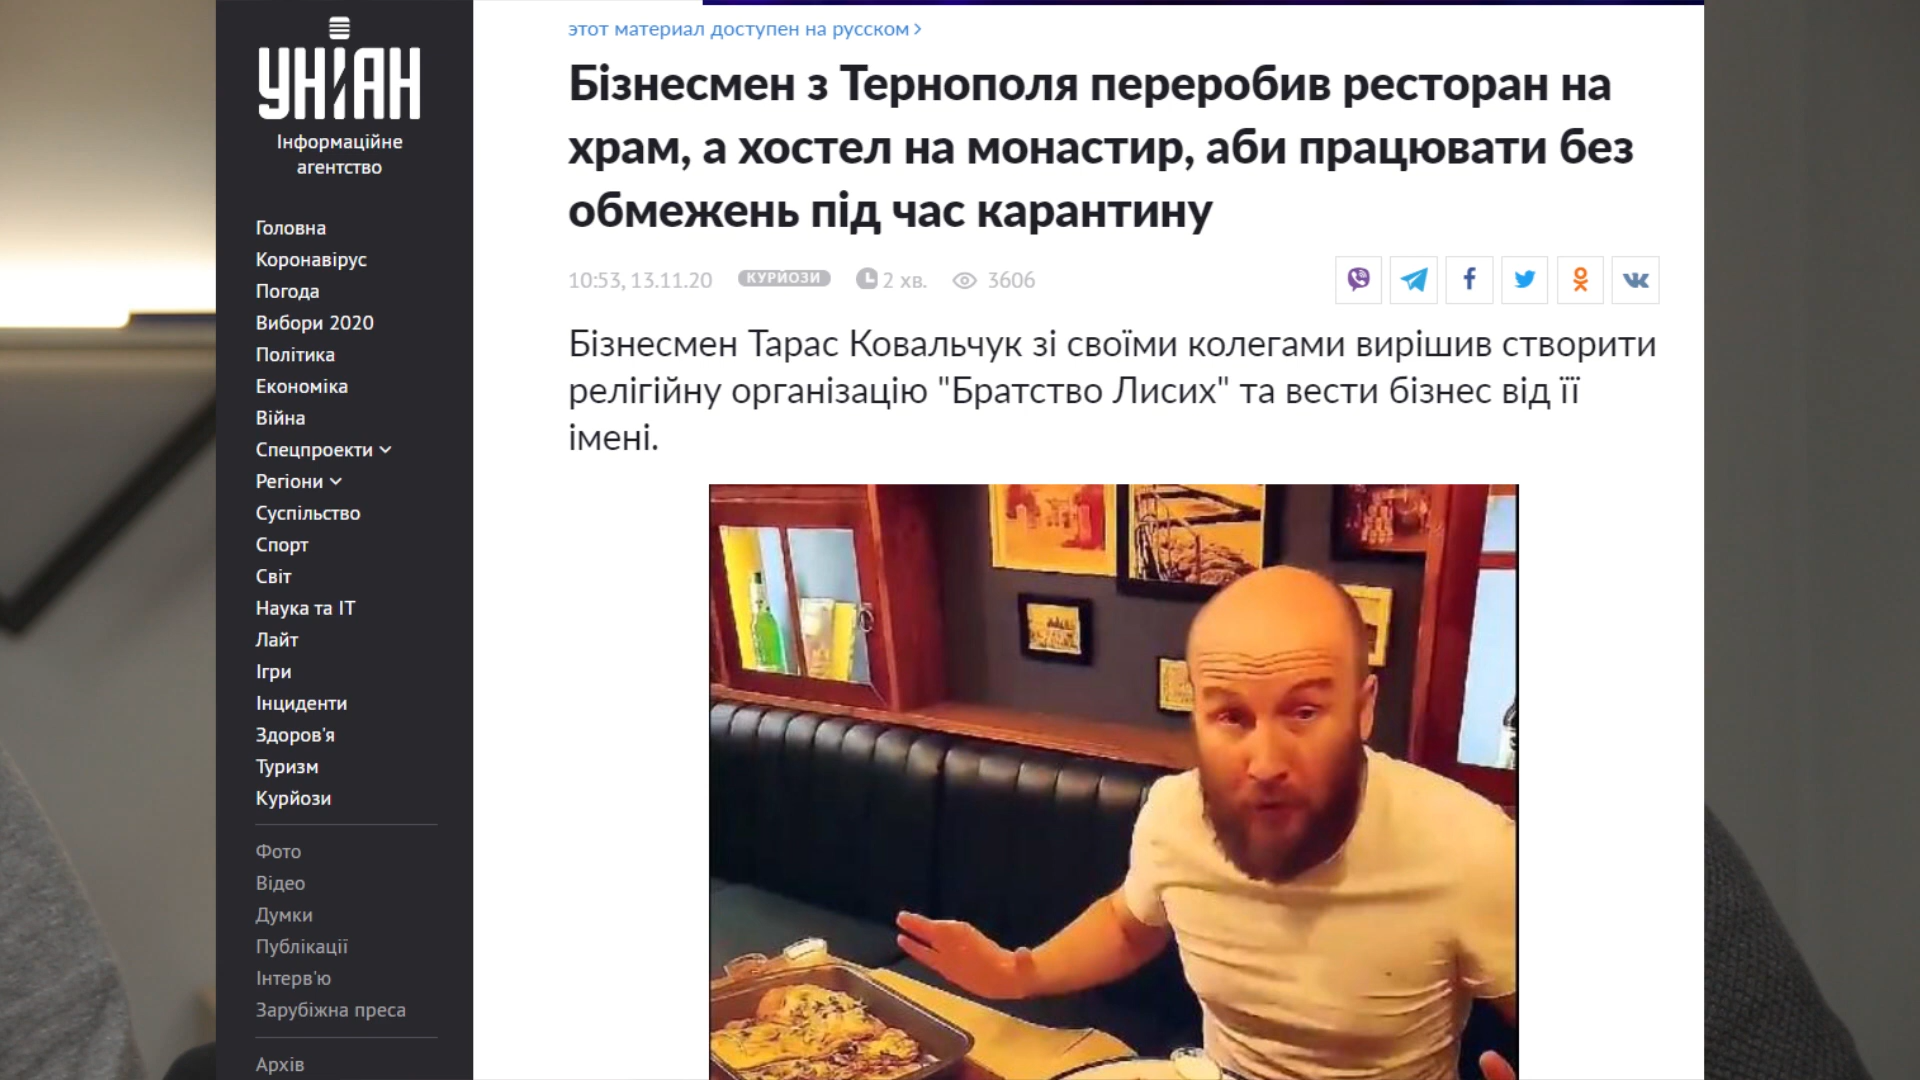 УНІАН
Інформаційне
агентство
Головна
Коронавірус
Погода
Вибори 2020
Політика
Економіка
Війна
Спецпроекти
Регіони
Суспільство
Спорт
Світ
Наука та IT
Лайт
Ігри
Інциденти
Здоров'я
Туризм
Курйози
Фото
Відео
Думки
Публікації
Інтерв'ю
Зарубіжна преса
Архів
этот материал доступен на русском
Бізнесмен з Тернополя переробив ресторан на
храм, а хостел на монастир, аби працювати без
обмежень під час карантину
10:53, 13.11.20 КУРЙОЗИ 2 хв. 3606
Бізнесмен Тарас Ковальчук зі своїми колегами вирішив створити
релігійну організацію "Братство Лисих" та вести бізнес від її
імені.